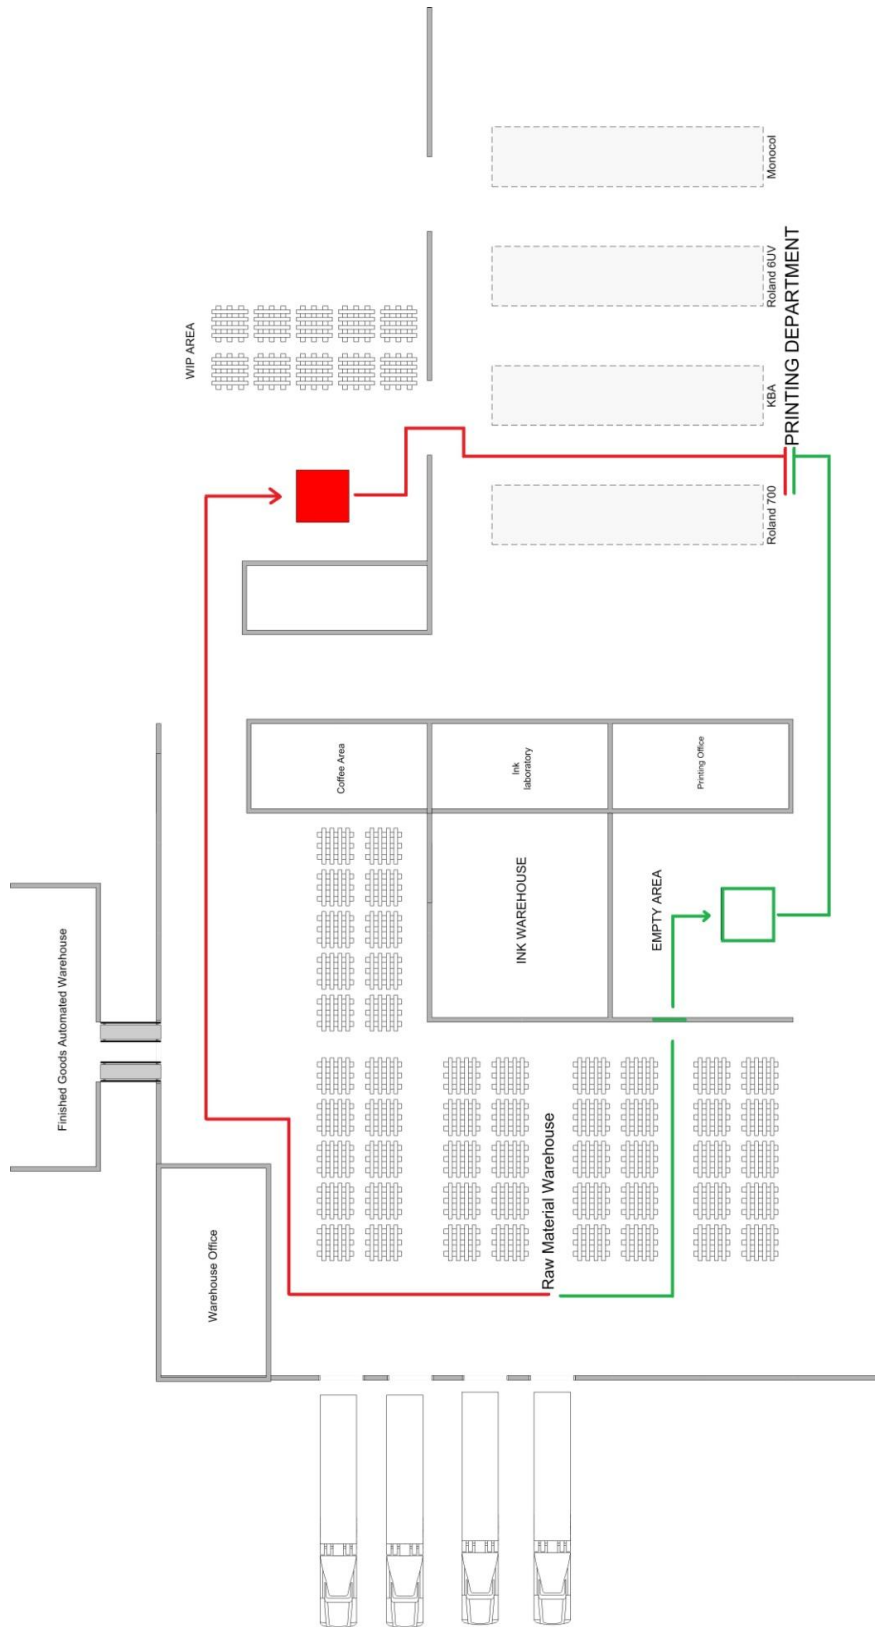 Monocol
Roland 6UV
PRINTING DEPARTMENT
WIP AREA
KBA
Roland 700
Coffee Area
Ink
laboratory
Printing Office
INK WAREHOUSE
EMPTY AREA
Finished Goods Automated Warehouse
Raw Material Warehouse
Warehouse Office